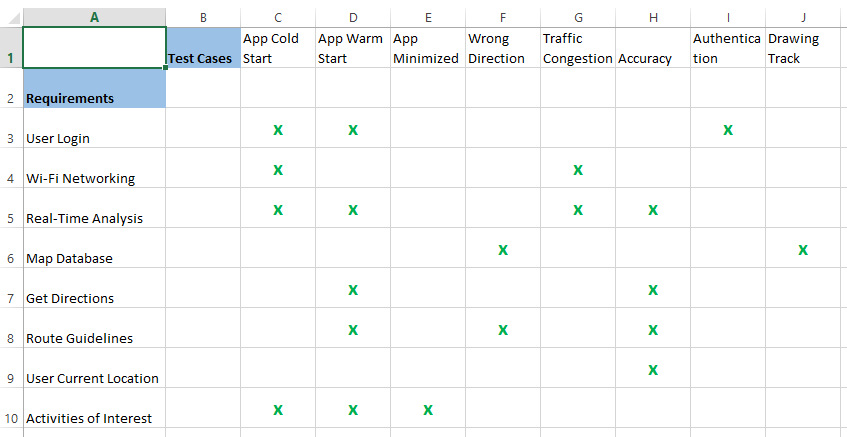 A B C D E F G H I J
1 Test Cases App Cold Start App Warm Start App Minimized Wrong Direction Traffic Congestion Accuracy Authentication Drawing Track
2 Requirements
3 User Login X X X
4 Wi-Fi Networking X X
5 Real-Time Analysis X X X X
6 Map Database X X
7 Get Directions X X
8 Route Guidelines X X X
9 User Current Location X
10 Activities of Interest X X X